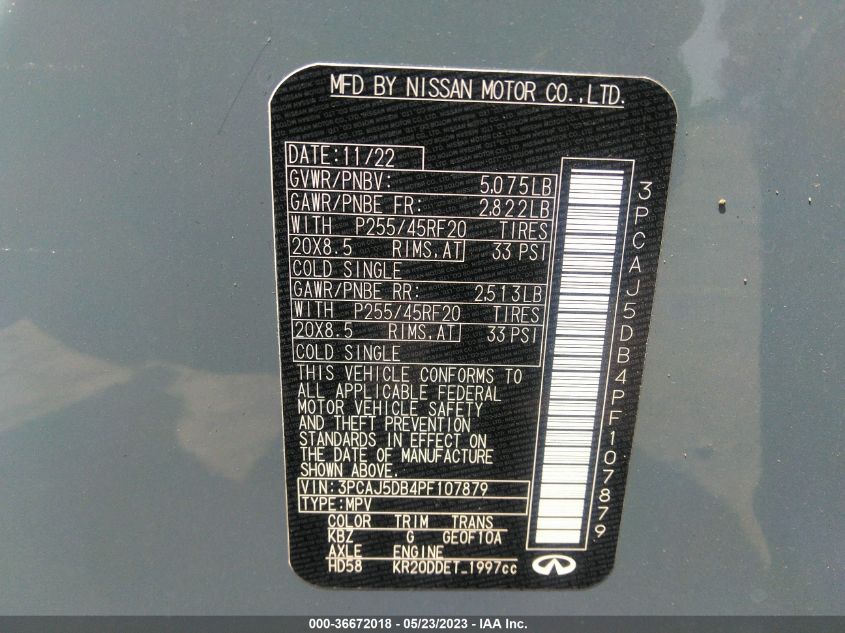 MFD BY NISSAN MOTOR CO.,LTD.
DATE:11/22
GVWR/PNBV: 5,075LB
GAWR/PNBE FR: 2,822LB
WITH P255/45RF20 TIRES
20X8.5 RIMS,AT 33 PSI
COLD SINGLE
GAWR/PNBE RR: 2,513LB
WITH P255/45RF20 TIRES
20X8.5 RIMS,AT 33 PSI
COLD SINGLE
THIS VEHICLE CONFORMS TO
ALL APPLICABLE FEDERAL
MOTOR VEHICLE SAFETY
AND THEFT PREVENTION
STANDARDS IN EFFECT ON
THE DATE OF MANUFACTURE
SHOWN ABOVE.
VIN:3PCAJ5DB4PF107879
TYPE:MPV
COLOR TRIM TRANS
KBZ G GEOF10A
AXLE ENGINE
HD58 KR20DDET 1997cc
3PCAJ5DB4PF107879
000-36672018 - 05/23/2023 - IAA Inc.